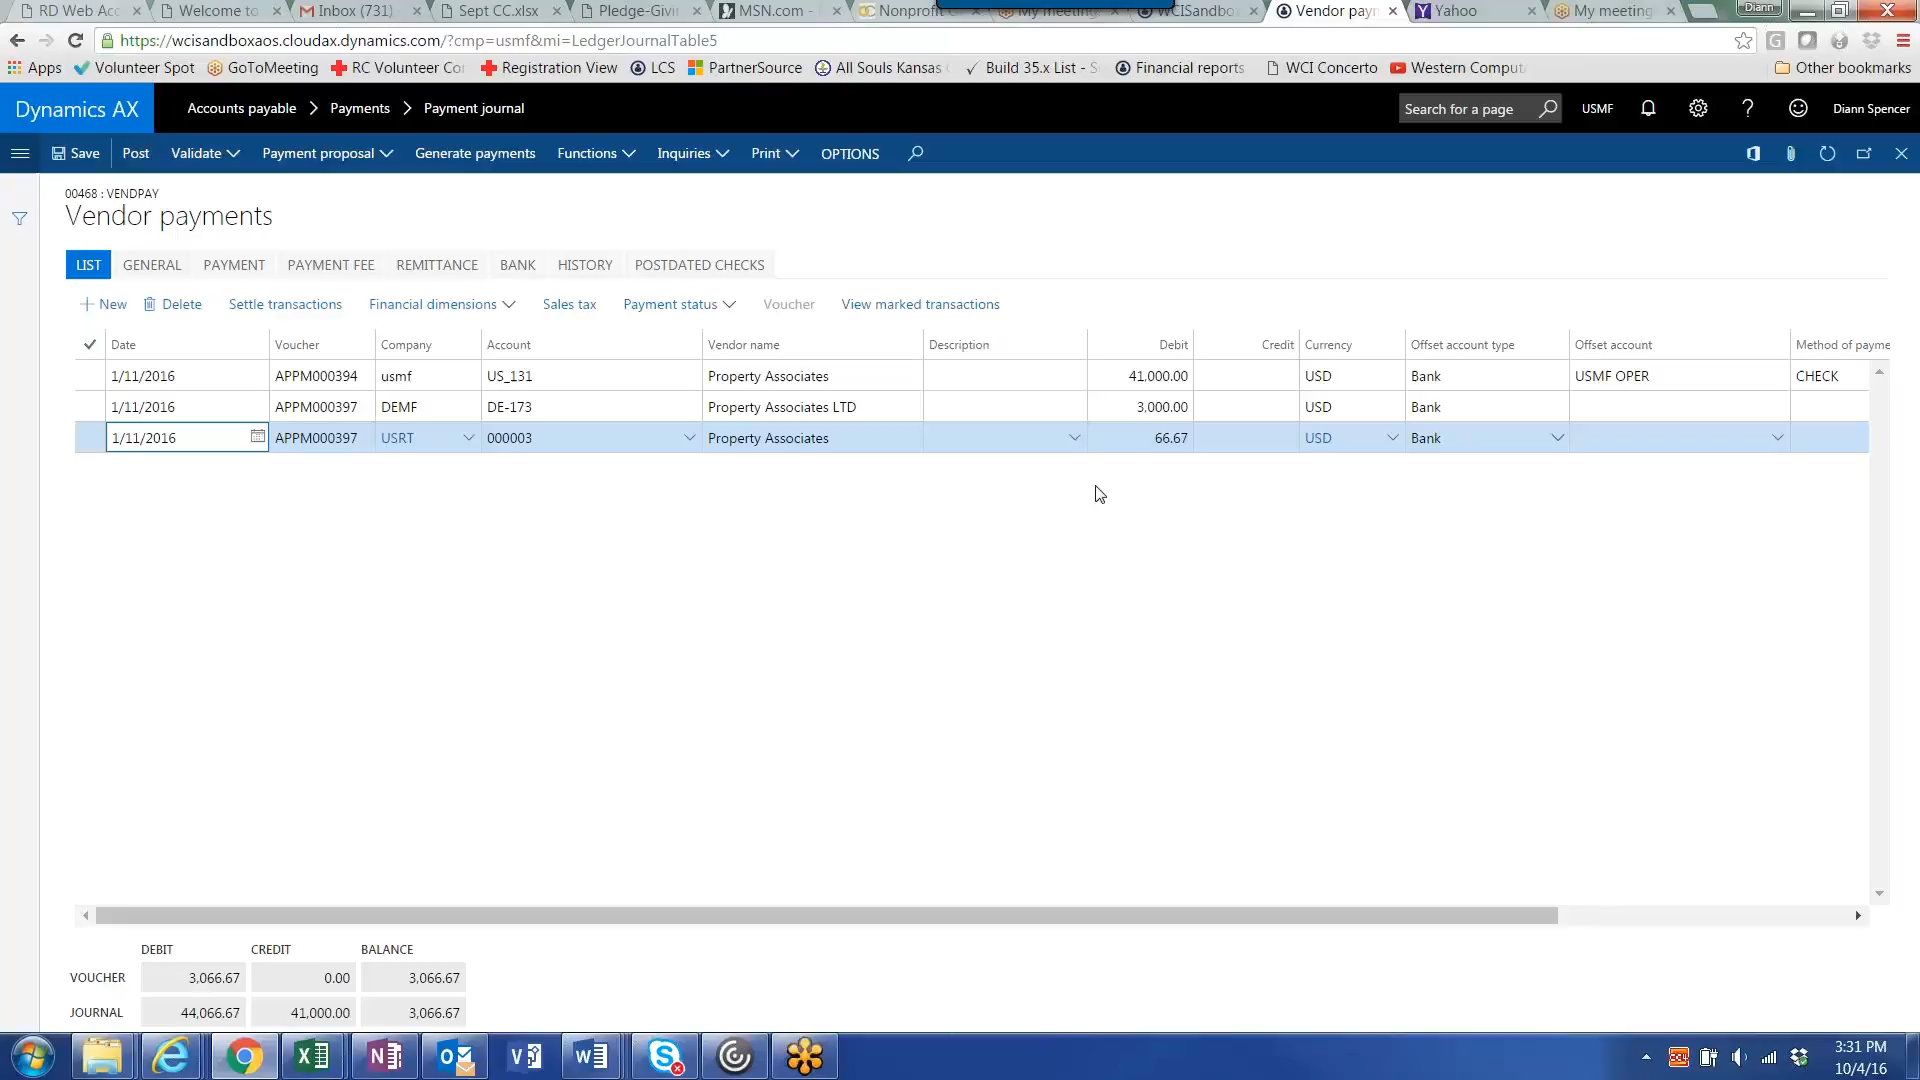 RD Web Acc Welcome to Inbox (731) Sept CC.xlsx Pledge-Givi MSN.com - Nonprofit C My meeting WCISandbo Vendor payn Yahoo My meeting Diann
https://wcisandboxaos.cloudax.dynamics.com/?cmp=usmf&mi=LedgerJournalTable5
Apps Volunteer Spot GoToMeeting RC Volunteer Co Registration View LCS PartnerSource All Souls Kansas Build 35.x List - S Financial reports WCI Concerto Western Comput Other bookmarks
Dynamics AX Accounts payable Payments Payment journal Search for a page USMF ? Diann Spencer
Save Post Validate Payment proposal Generate payments Functions Inquiries Print OPTIONS
00468 : VENDPAY
Vendor payments
LIST GENERAL PAYMENT PAYMENT FEE REMITTANCE BANK HISTORY POSTDATED CHECKS
New Delete Settle transactions Financial dimensions Sales tax Payment status Voucher View marked transactions
Date Voucher Company Account Vendor name Description Debit Credit Currency Offset account type Offset account Method of payme
1/11/2016 APPM000394 usmf US_131 Property Associates 41,000.00 USD Bank USMF OPER CHECK
1/11/2016 APPM000397 DEMF DE-173 Property Associates LTD 3,000.00 USD Bank
1/11/2016 APPM000397 USRT 000003 Property Associates 66.67 USD Bank
DEBIT CREDIT BALANCE
VOUCHER 3,066.67 0.00 3,066.67
JOURNAL 44,066.67 41,000.00 3,066.67
3:31 PM
10/4/16